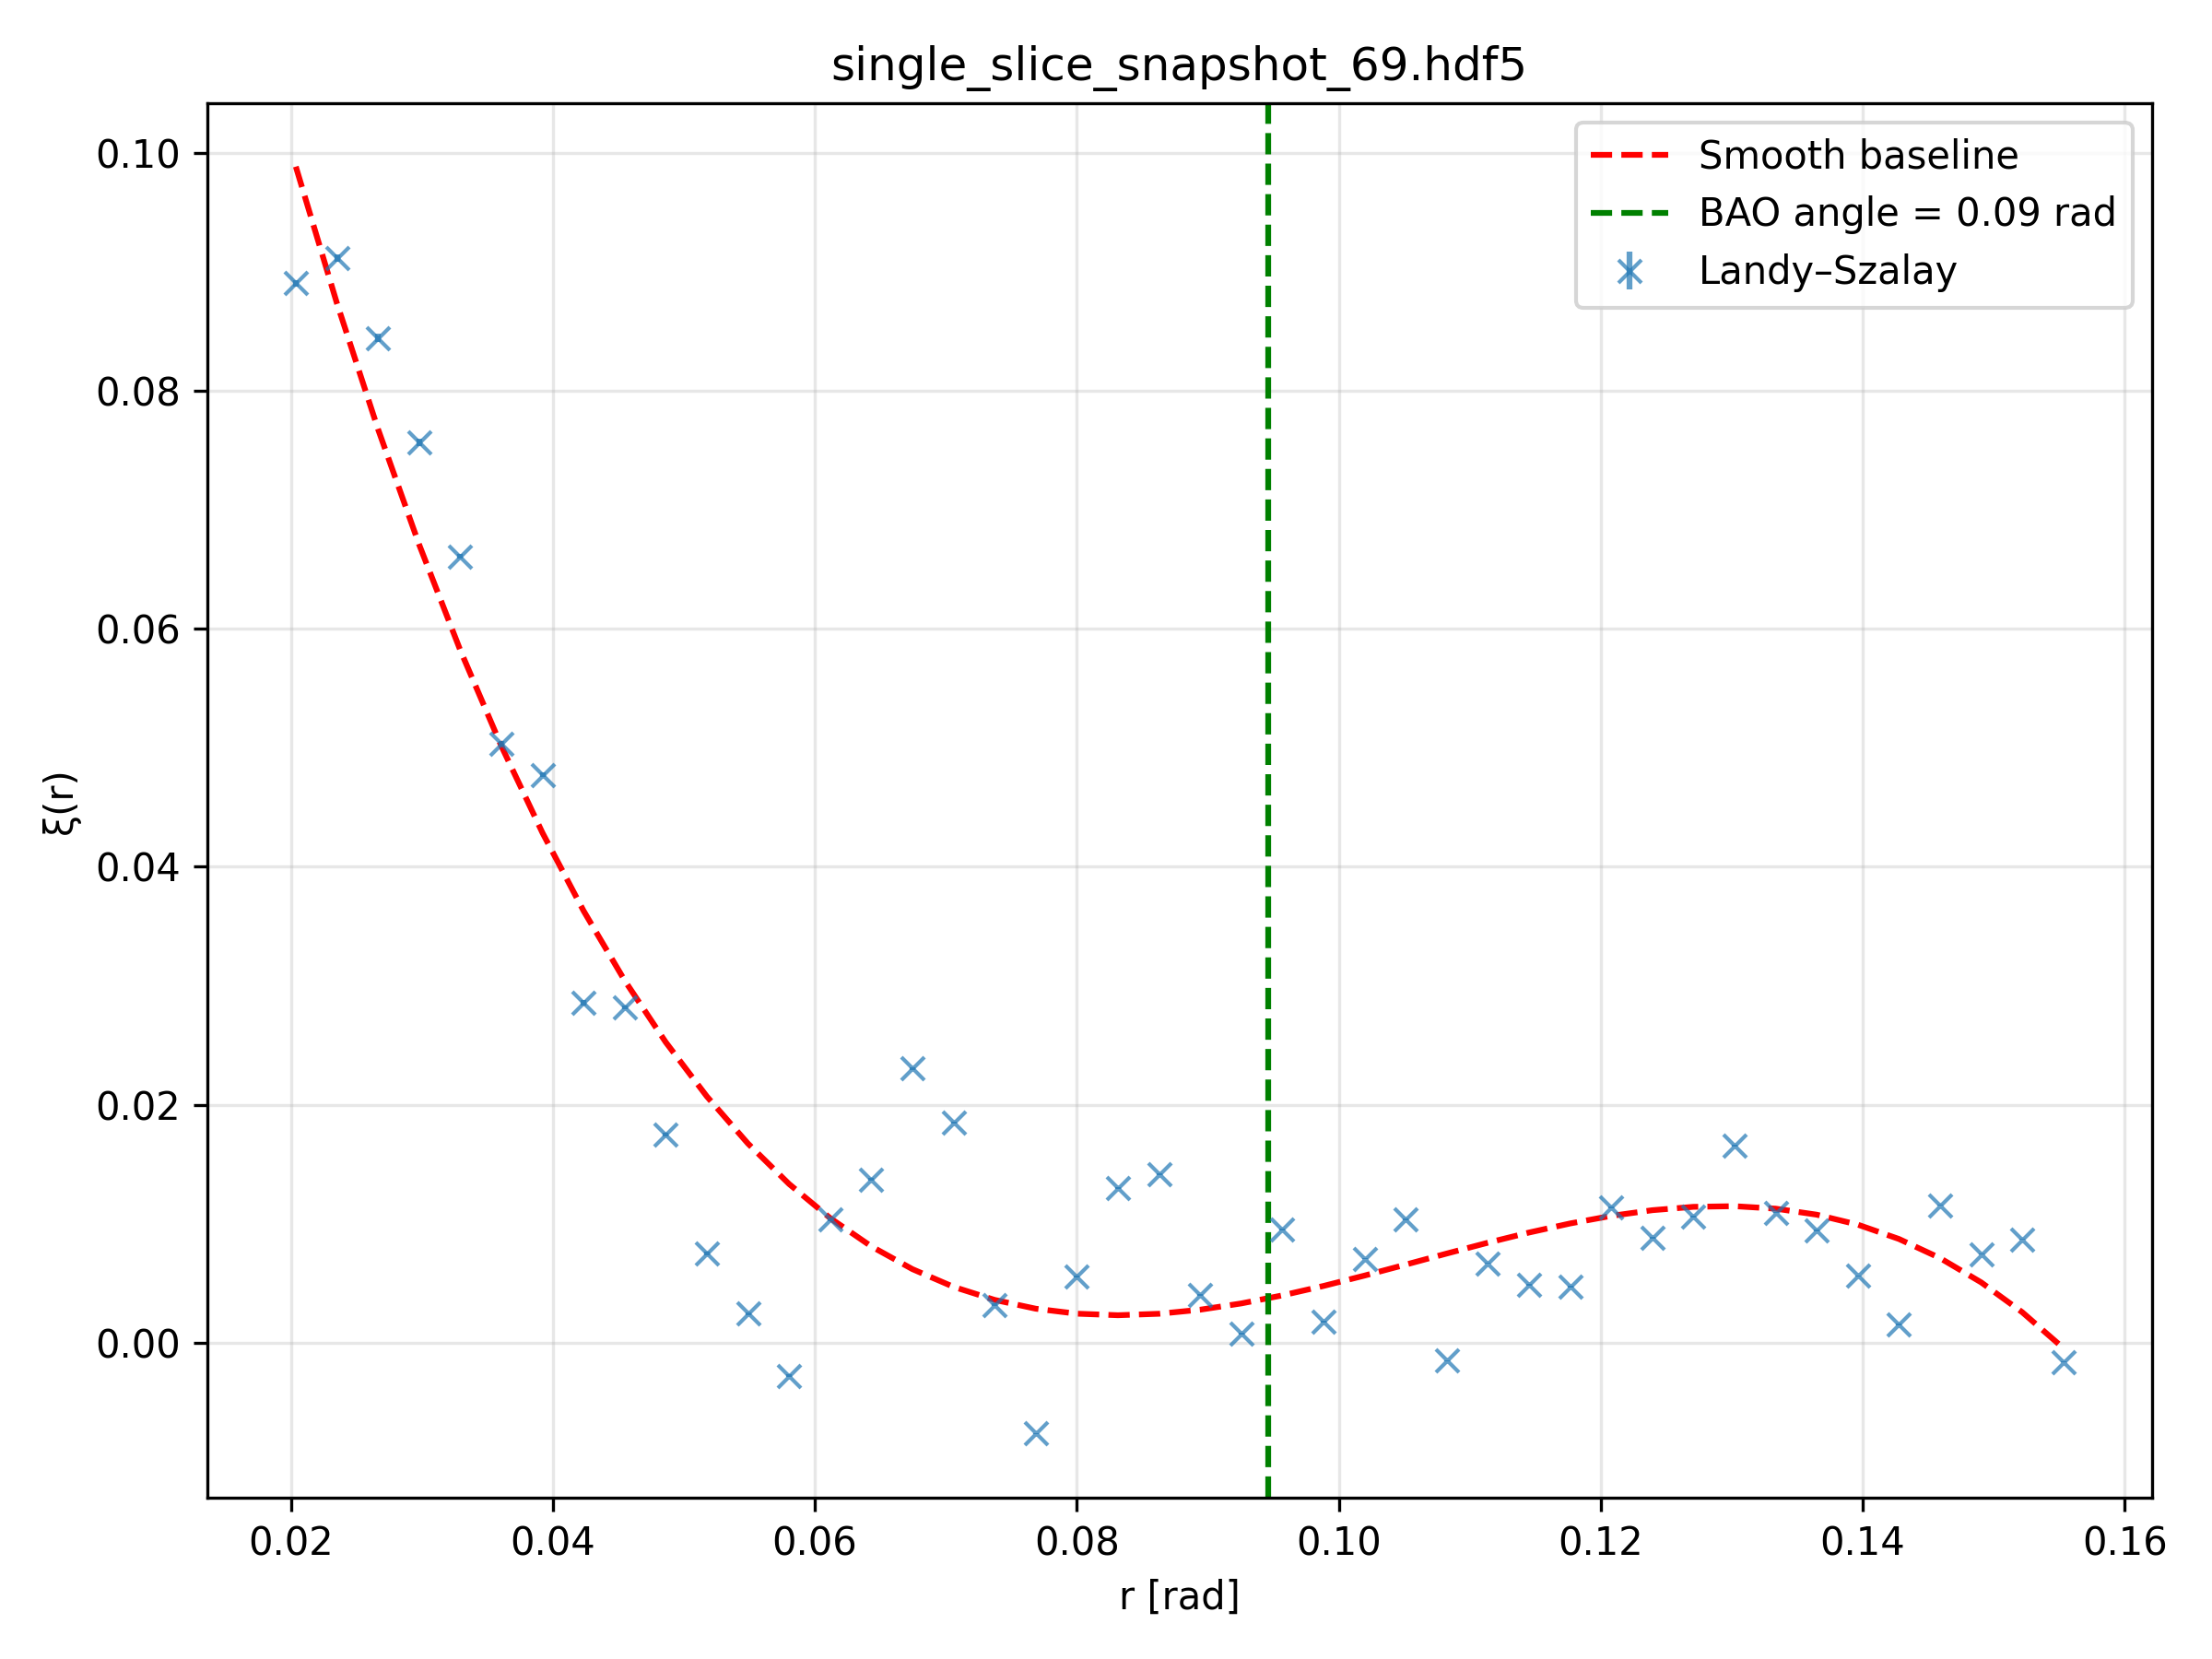 single_slice_snapshot_69.hdf5
Smooth baseline
BAO angle = 0.09 rad
Landy–Szalay
0.10
0.08
0.06
0.04
0.02
0.00
ξ(r)
0.02 0.04 0.06 0.08 0.10 0.12 0.14 0.16
r [rad]